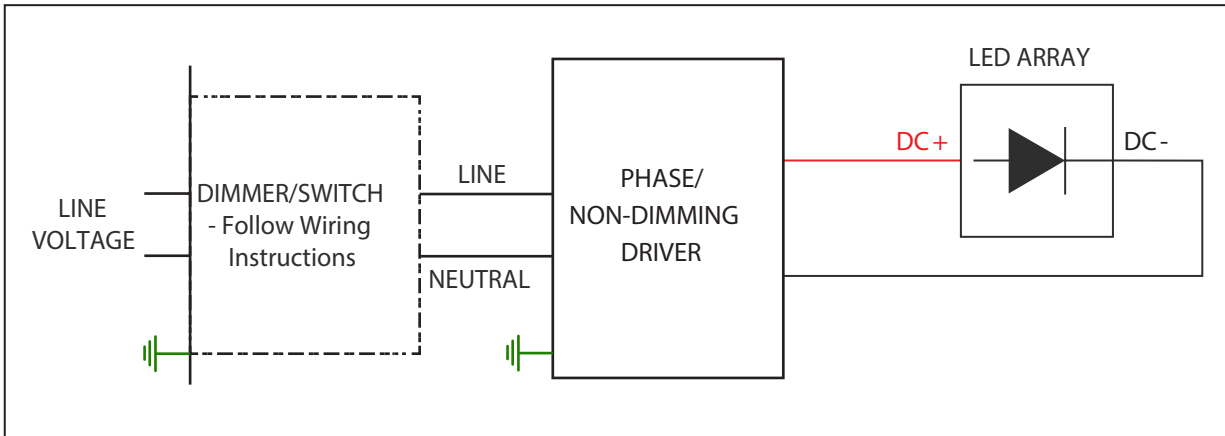 LED ARRAY
DC+
DC-
LINE
VOLTAGE
DIMMER/SWITCH
- Follow Wiring
Instructions
LINE
NEUTRAL
PHASE/
NON-DIMMING
DRIVER